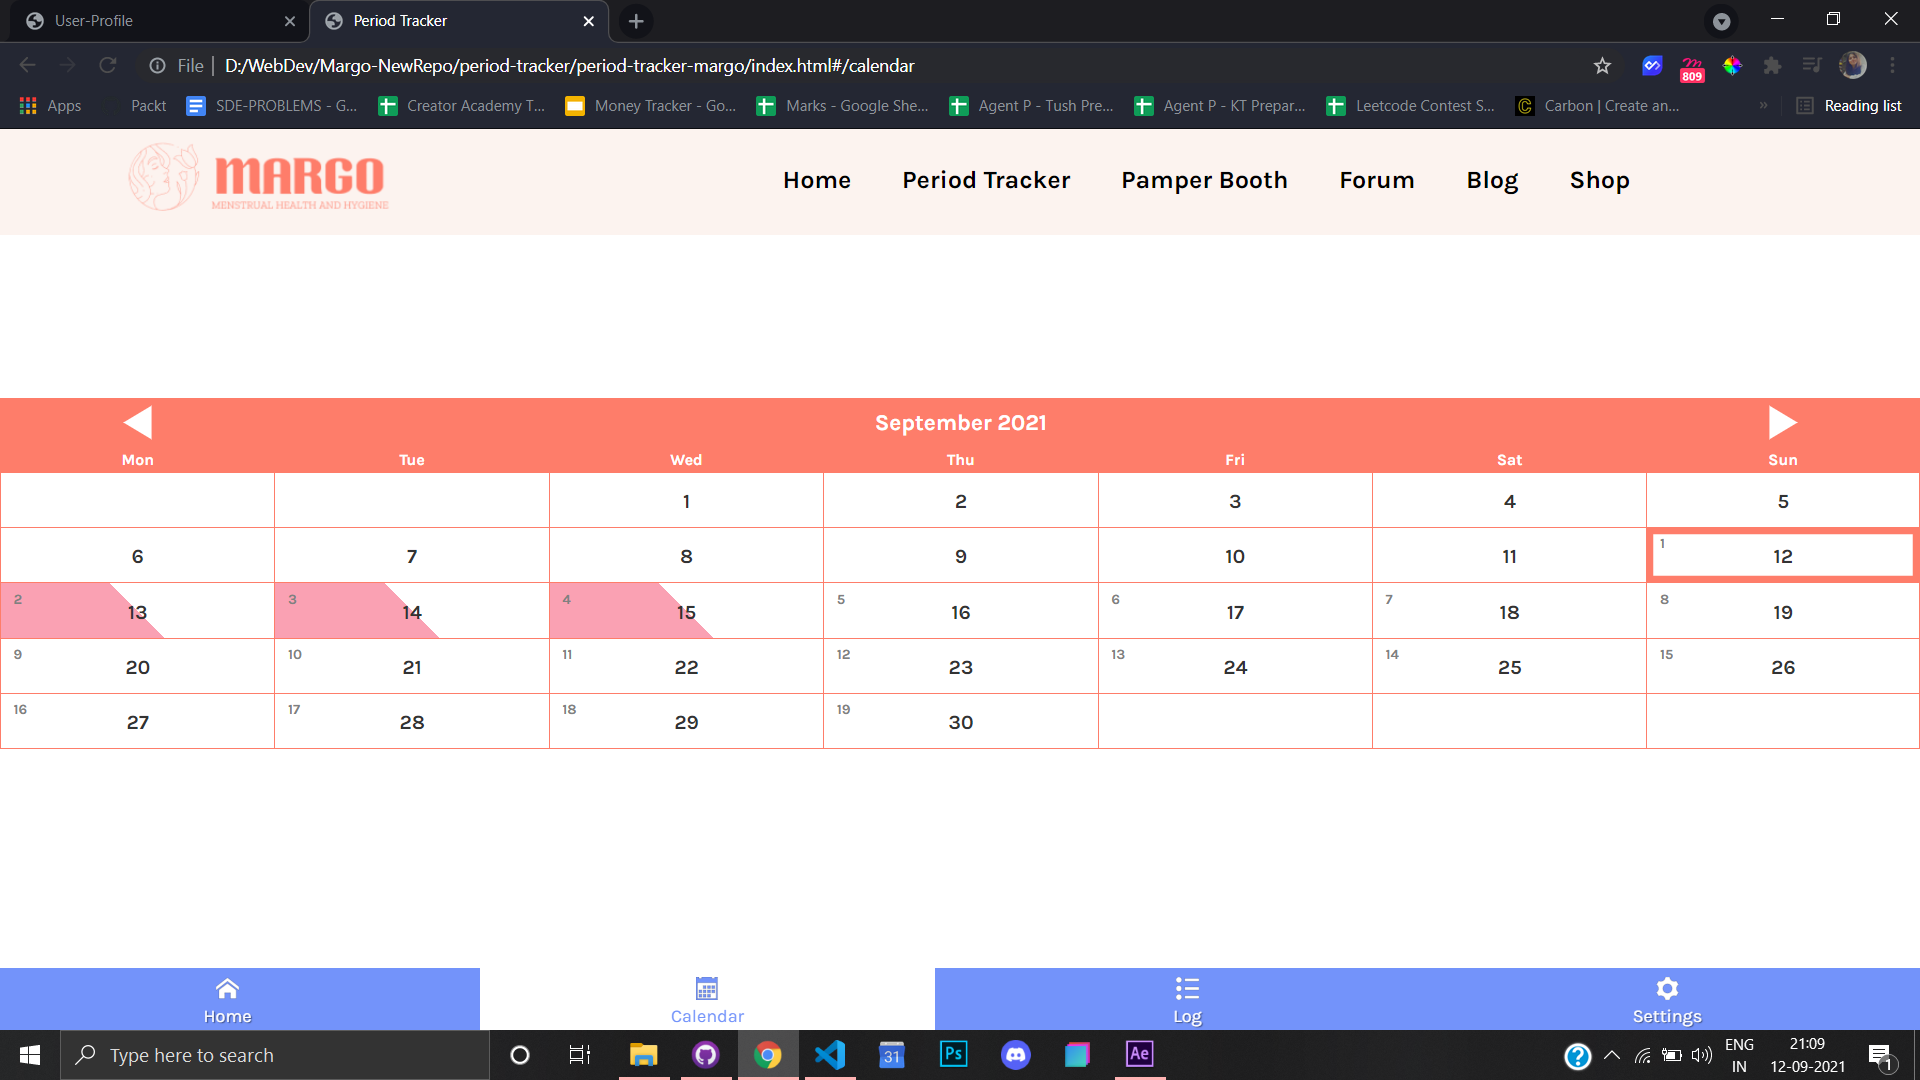 User-Profile
Period Tracker
File | D:/WebDev/Margo-NewRepo/period-tracker/period-tracker-margo/index.html#/calendar
809
Apps Packt SDE-PROBLEMS - G... Creator Academy T... Money Tracker - Go... Marks - Google She... Agent P - Tush Pre... Agent P - KT Prepar... Leetcode Contest S... Carbon | Create an... » Reading list
MARGO
MENSTRUAL HEALTH AND HYGIENE
Home Period Tracker Pamper Booth Forum Blog Shop
September 2021
Mon Tue Wed Thu Fri Sat Sun
1 2 3 4 5
6 7 8 9 10 11 1 12
2 13 3 14 4 15 5 16 6 17 7 18 8 19
9 20 10 21 11 22 12 23 13 24 14 25 15 26
16 27 17 28 18 29 19 30
Home Calendar Log Settings
Type here to search
31
Ps
Ae
ENG
IN
21:09
12-09-2021
1